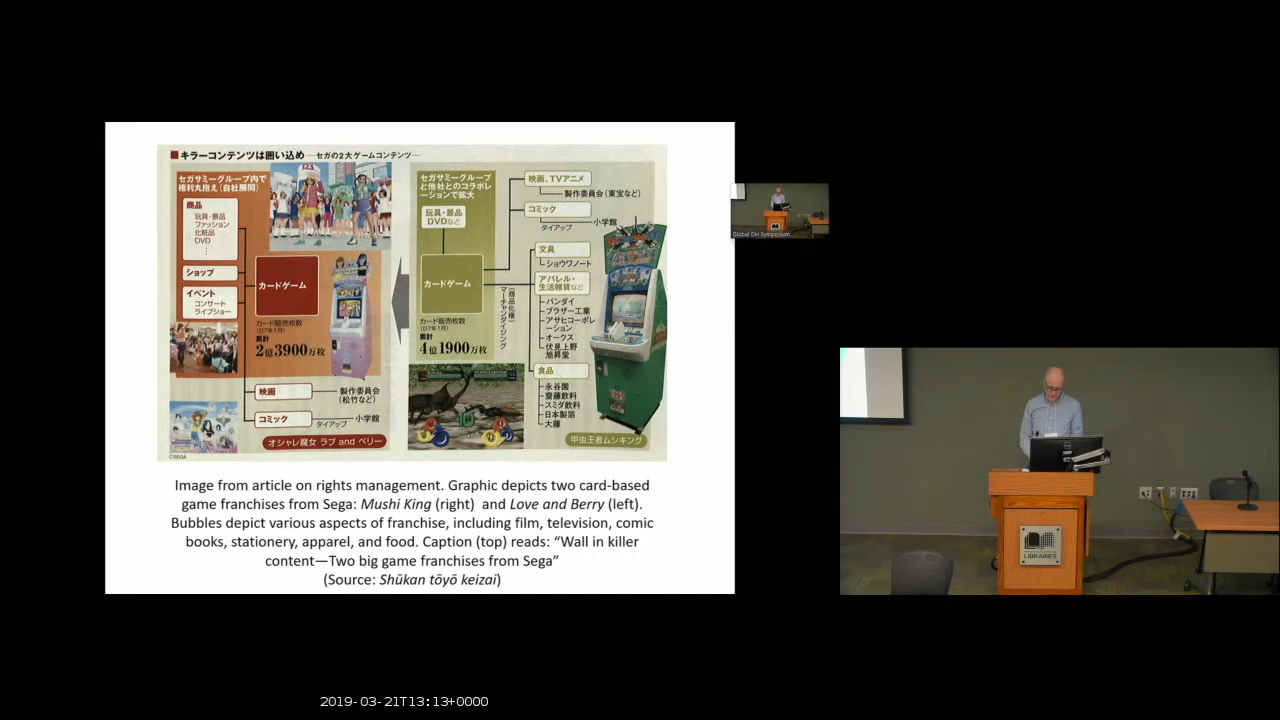 ■キラーコンテンツは囲い込め ―セガの2大ゲームコンテンツ―
セガサミーグループ内で
権利丸抱え(自社展開)
商品
玩具・景品
ファッション
化粧品
DVD
⋮
ショップ
イベント
コンサート
ライブショー
カードゲーム
カード販売枚数
(07年1月)
累計
2億3900万枚
映画
製作委員会
(松竹など)
コミック
タイアップ
小学館
オシャレ魔女 ラブ and ベリー
©SEGA
セガサミーグループ
と他社とのコラボレ
ーションで拡大
玩具・景品
DVDなど
カードゲーム
カード販売枚数
(07年1月)
累計
4億1900万枚
(商品化権)
マーチャンダイジング
映画、TVアニメ
製作委員会(東宝など)
コミック
タイアップ
小学館
文具
ショウワノート
アパレル・
生活雑貨など
バンダイ
ブラザー工業
アサヒコーポレ
ーション
オークス
伏見上野
旭昇堂
食品
永谷園
齋藤飲料
スミダ飲料
日本製箔
大藤
甲虫王者ムシキング
Image from article on rights management. Graphic depicts two card-based
game franchises from Sega: Mushi King (right) and Love and Berry (left).
Bubbles depict various aspects of franchise, including film, television, comic
books, stationery, apparel, and food. Caption (top) reads: “Wall in killer
content—Two big game franchises from Sega”
(Source: Shūkan tōyō keizai)
Global DH Symposium
LIBRARIES
2019-03-21T13:13+0000